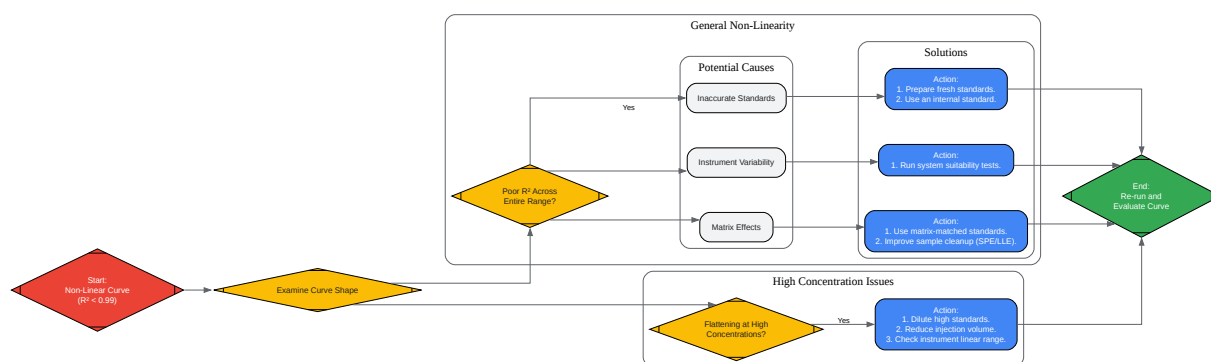 General Non-Linearity
Potential Causes
Solutions
Inaccurate Standards
Action:
1. Prepare fresh standards.
2. Use an internal standard.
Yes
Instrument Variability
Action:
1. Run system suitability tests.
Poor R² Across
Entire Range?
End:
Re-run and
Evaluate Curve
Matrix Effects
Action:
1. Use matrix-matched standards.
2. Improve sample cleanup (SPE/LLE).
Start:
Non-Linear Curve
(R² < 0.99)
Examine Curve Shape
High Concentration Issues
Flattening at High
Concentrations?
Yes
Action:
1. Dilute high standards.
2. Reduce injection volume.
3. Check instrument linear range.